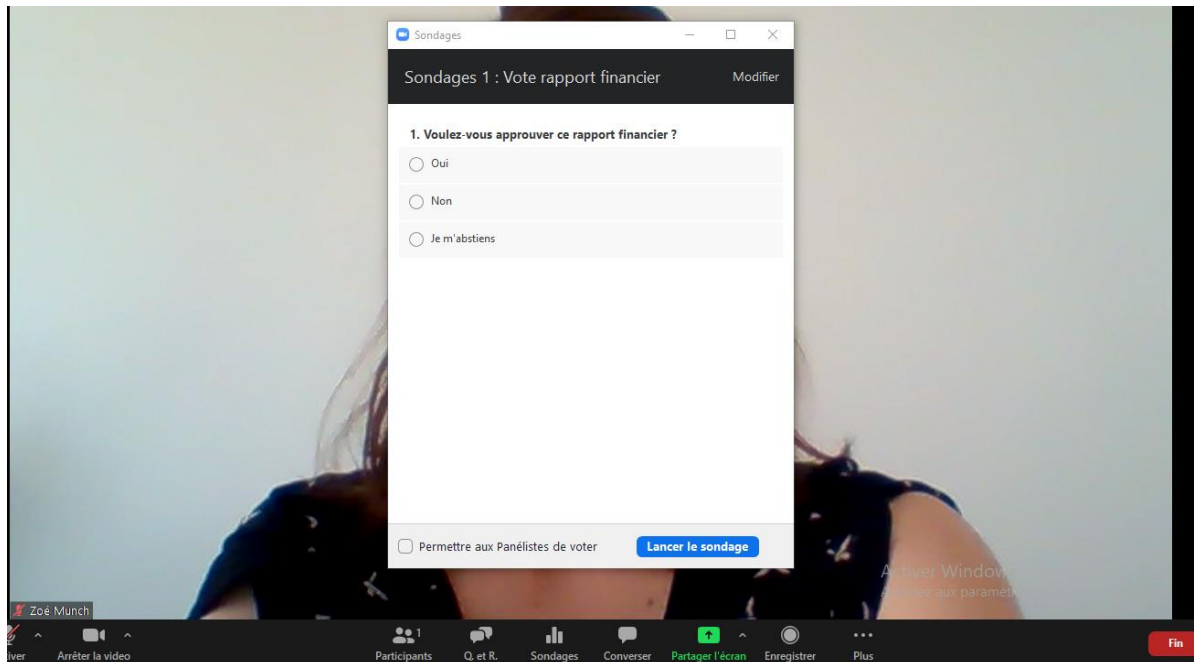 Sondages
Sondages 1 : Vote rapport financier Modifier
1. Voulez-vous approuver ce rapport financier ?
Oui
Non
Je m'abstiens
Permettre aux Panélistes de voter Lancer le sondage
Zoé Munch
Arrêter la video Participants 1 Q. et R. Sondages Converser Partager l'écran Enregistrer Plus Fin